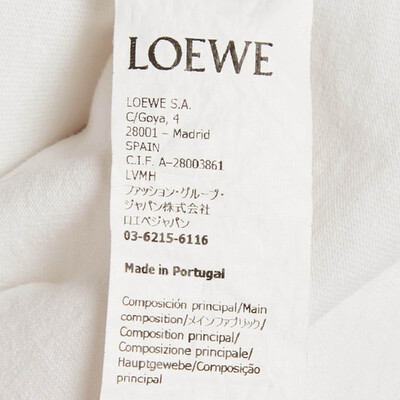 LOEWE
LOEWE S.A.
C/Goya, 4
28001 – Madrid
SPAIN
C.I.F. A–28003861
LVMH
ファッション・グループ・
ジャパン株式会社
ロエベジャパン
03-6215-6116
Made in Portugal
Composición principal/Main
composition/メインファブリック/
Composition principal/
Composizione principale/
Hauptgewebe/Composição
principal